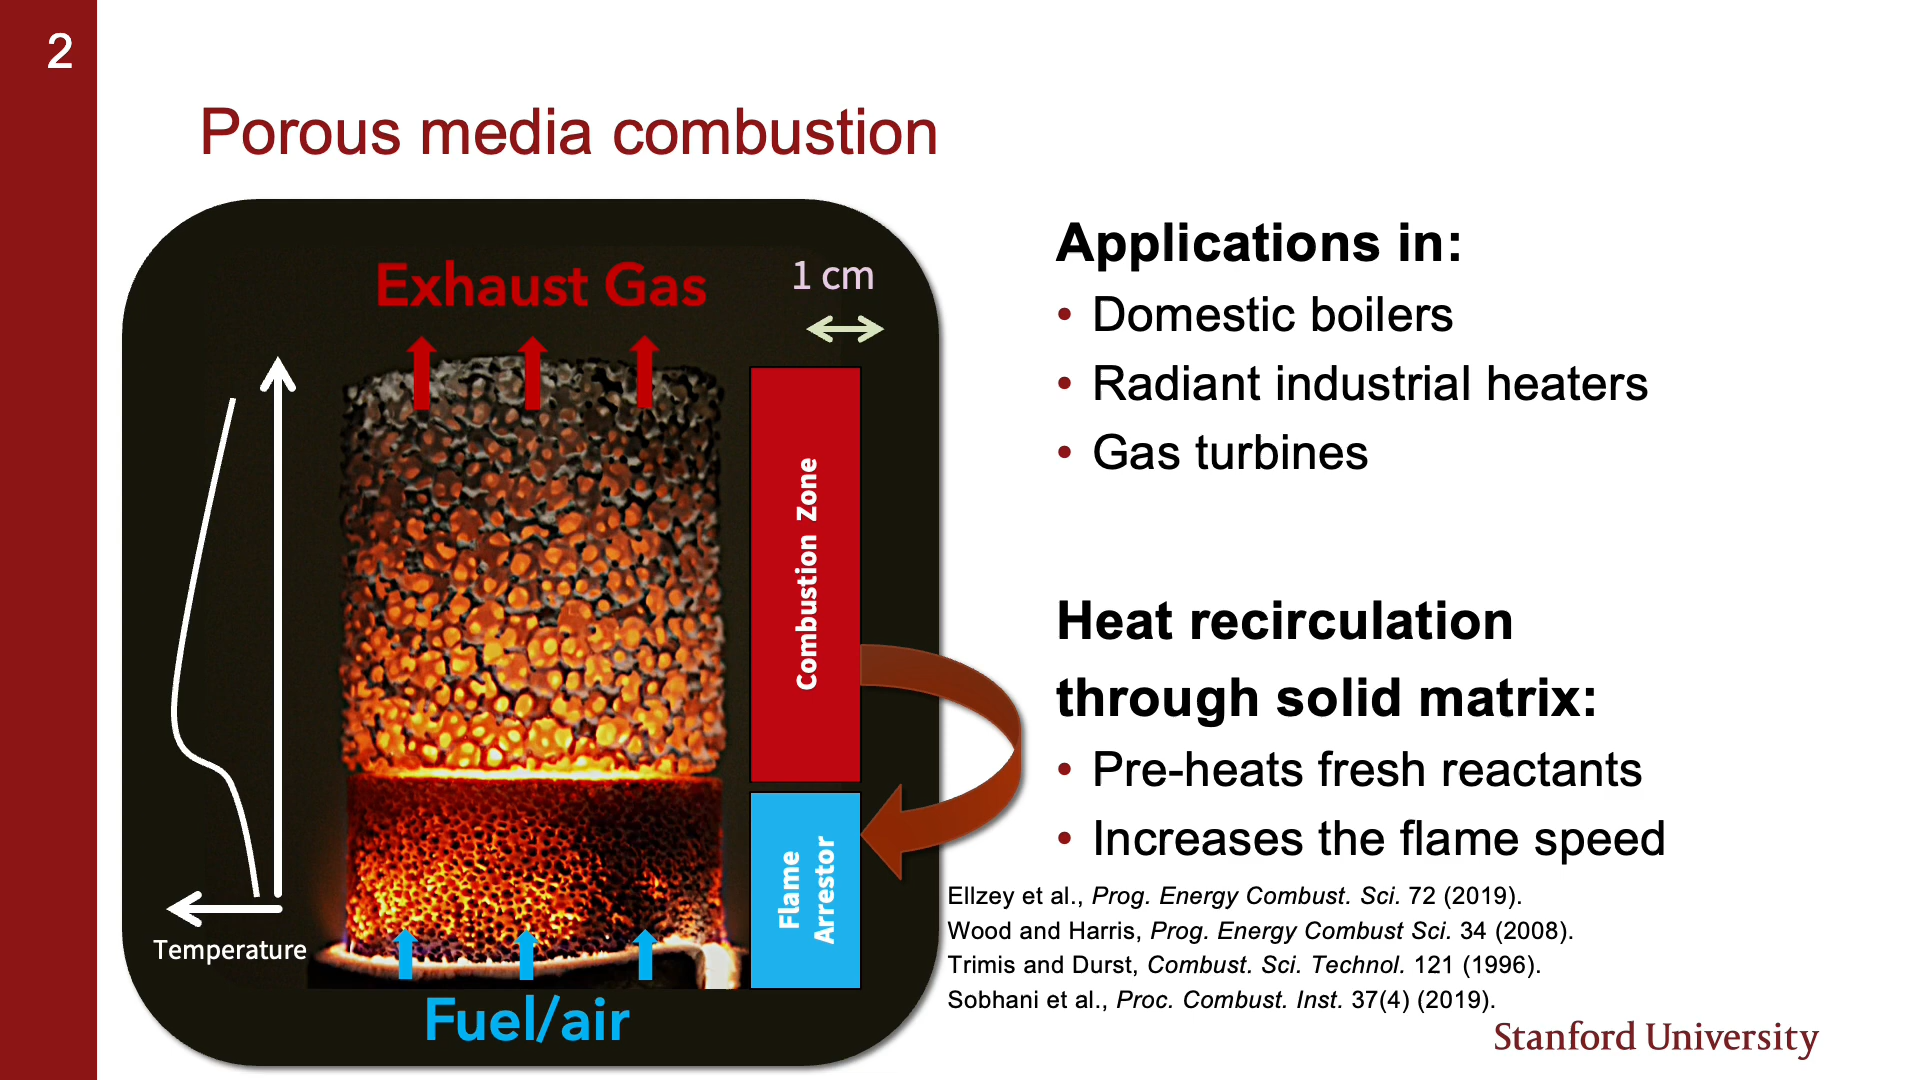 2
Porous media combustion
Exhaust Gas
1 cm
Combustion Zone
Flame
Arrestor
Temperature
Fuel/air
Applications in:
• Domestic boilers
• Radiant industrial heaters
• Gas turbines
Heat recirculation
through solid matrix:
• Pre-heats fresh reactants
• Increases the flame speed
Ellzey et al., Prog. Energy Combust. Sci. 72 (2019).
Wood and Harris, Prog. Energy Combust Sci. 34 (2008).
Trimis and Durst, Combust. Sci. Technol. 121 (1996).
Sobhani et al., Proc. Combust. Inst. 37(4) (2019).
Stanford University